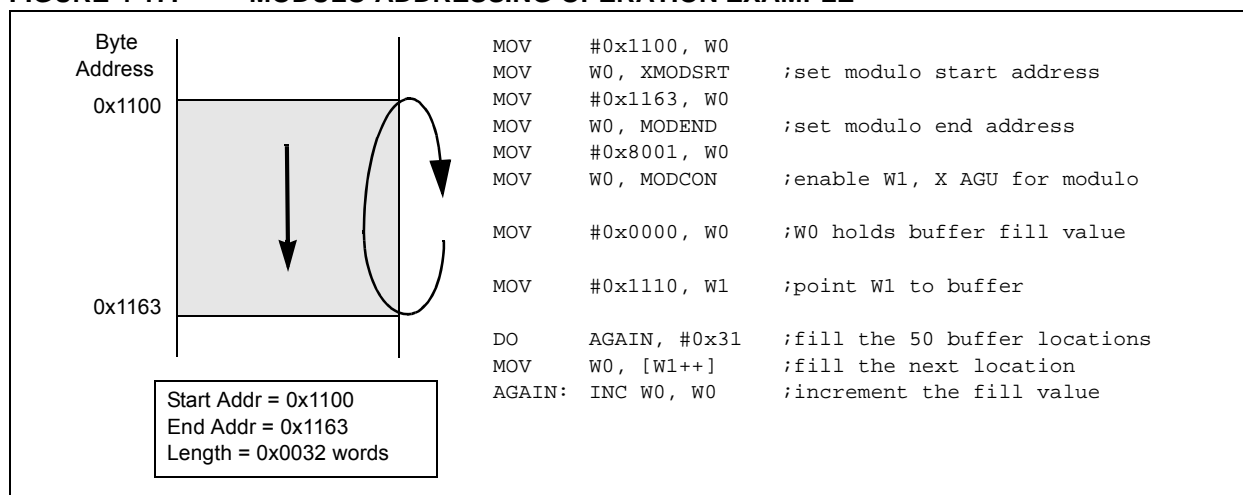 Byte
Address
0x1100
0x1163
Start Addr = 0x1100
End Addr = 0x1163
Length = 0x0032 words
MOV #0x1100, W0
MOV W0, XMODSRT ;set modulo start address
MOV #0x1163, W0
MOV W0, MODEND ;set modulo end address
MOV #0x8001, W0
MOV W0, MODCON ;enable W1, X AGU for modulo
MOV #0x0000, W0 ;W0 holds buffer fill value
MOV #0x1110, W1 ;point W1 to buffer
DO AGAIN, #0x31 ;fill the 50 buffer locations
MOV W0, [W1++] ;fill the next location
AGAIN: INC W0, W0 ;increment the fill value